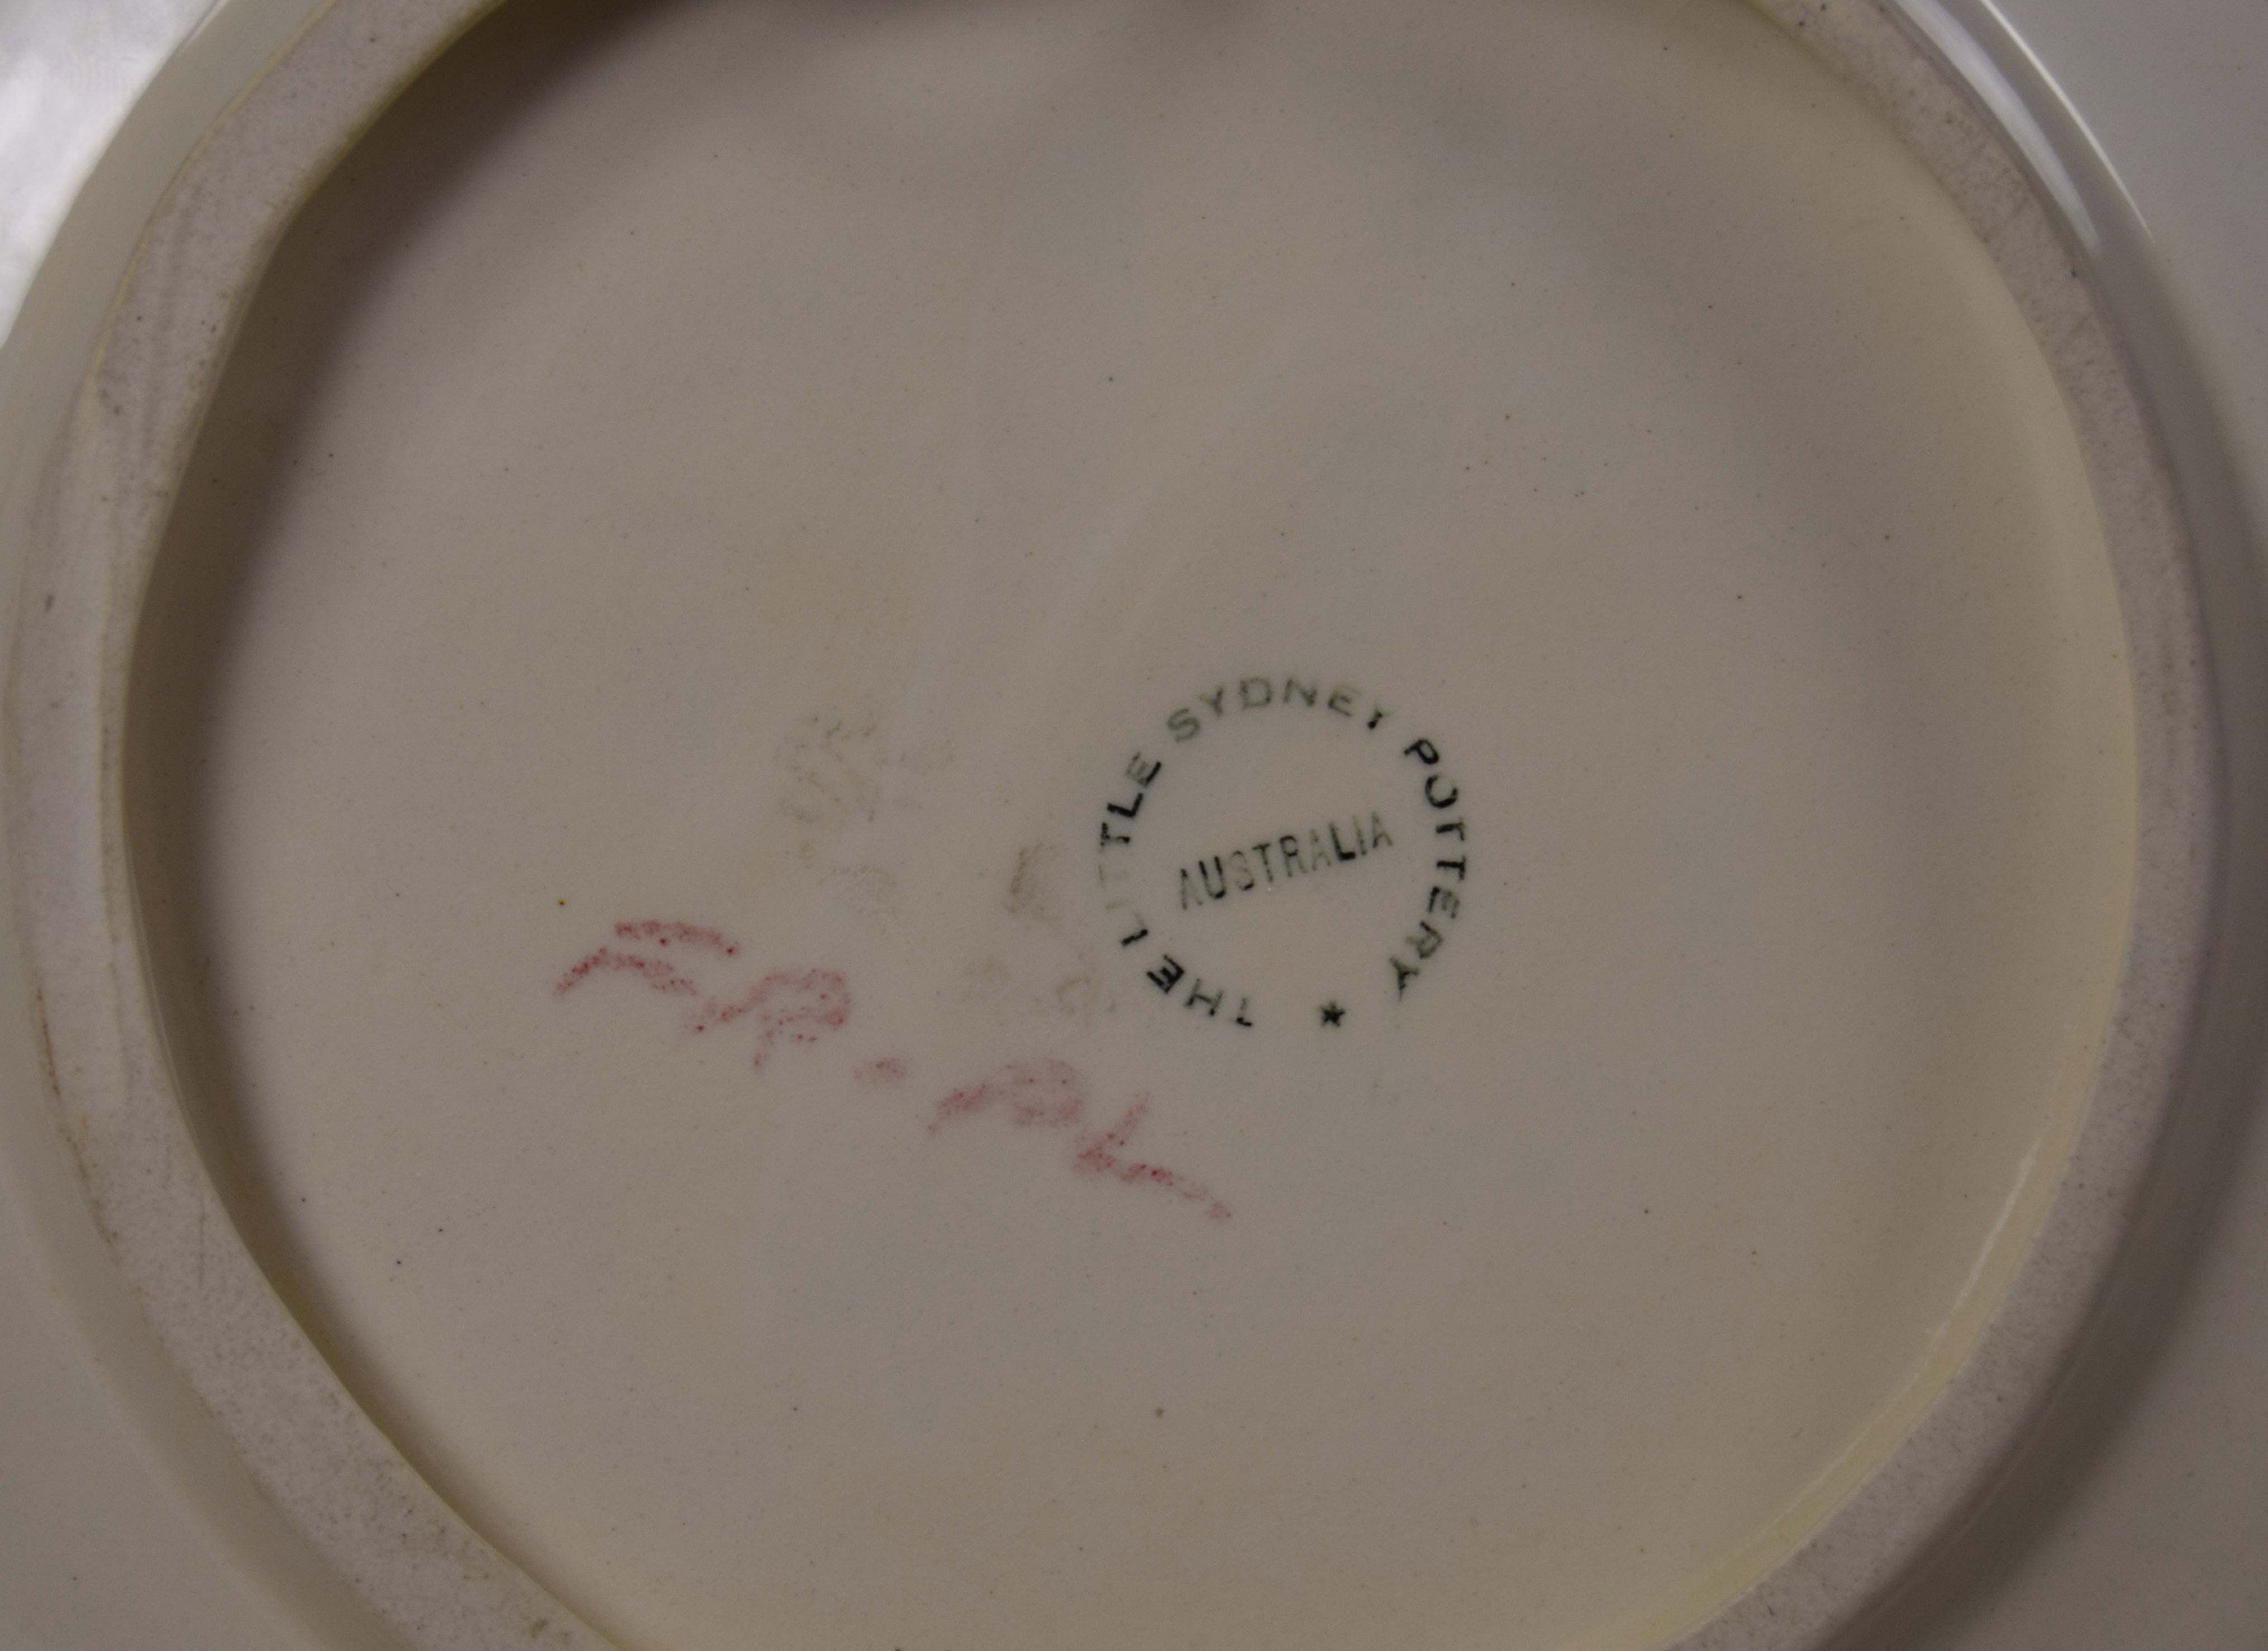 THE LITTLE SYDNEY POTTERY ★
AUSTRALIA